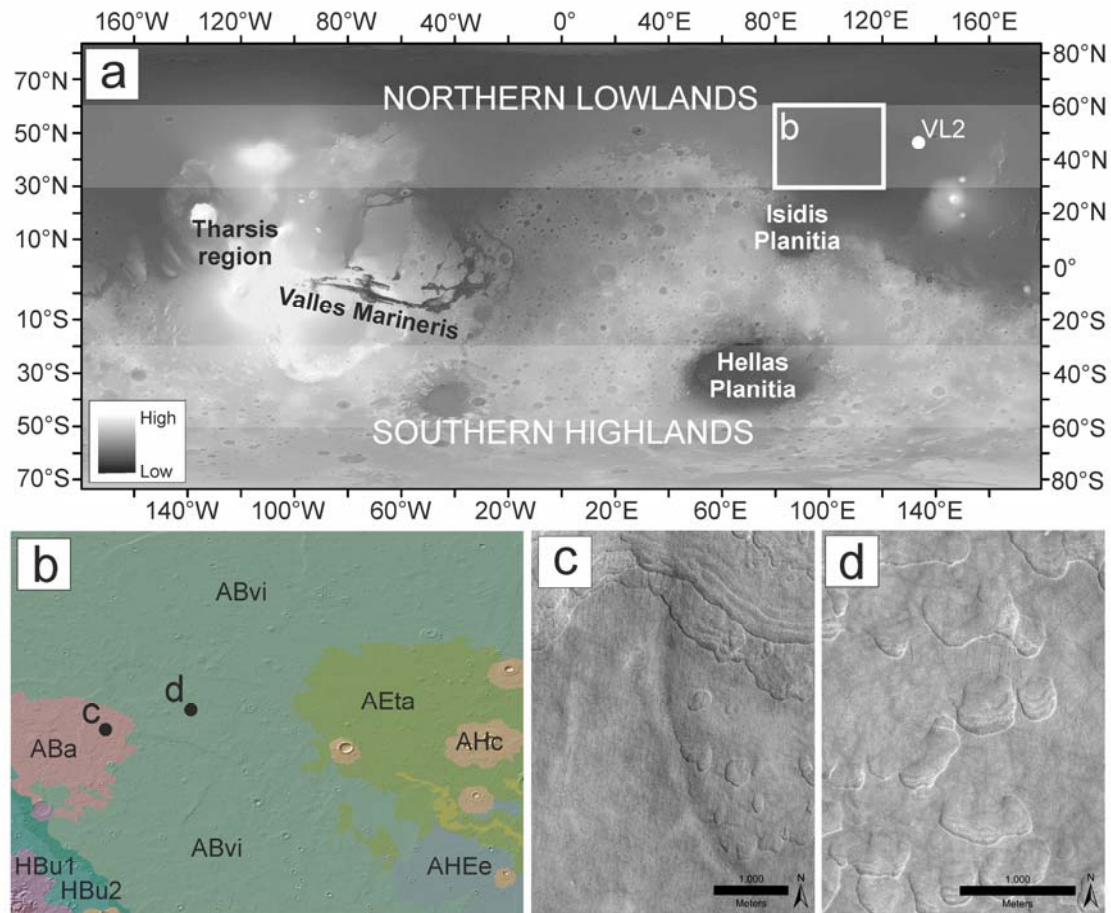 160°W 120°W 80°W 40°W 0° 40°E 80°E 120°E 160°E
a
NORTHERN LOWLANDS
b
VL2
Tharsis
region
Isidis
Planitia
Valles Marineris
Hellas
Planitia
SOUTHERN HIGHLANDS
High
Low
70°N
50°N
30°N
10°N
10°S
30°S
50°S
70°S
80°N
60°N
40°N
20°N
0°
20°S
40°S
60°S
80°S
140°W 100°W 60°W 20°W 20°E 60°E 100°E 140°E
b
ABvi
d
c
ABa
AEta
AHc
ABvi
HBu1
HBu2
AHEe
c
1.000
Meters
N
d
1.000
Meters
N